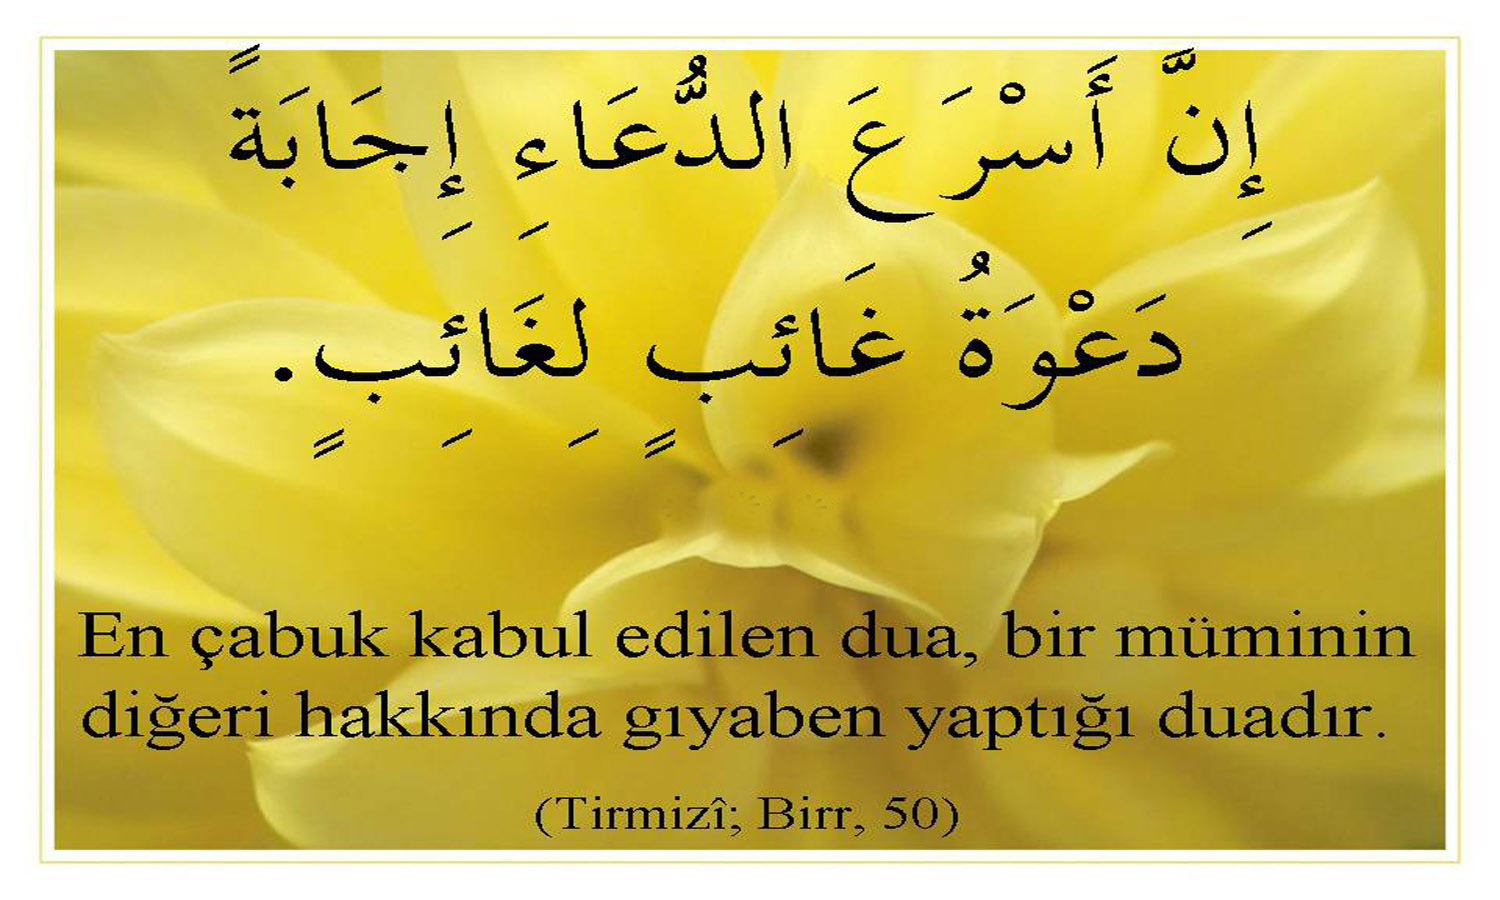 إِنَّ أَسْرَعَ الدُّعَاءِ إِجَابَةً
دَعْوَةُ غَائِبٍ لِغَائِبٍ.
En çabuk kabul edilen dua, bir müminin
diğeri hakkında gıyaben yaptığı duadır.
(Tirmizî; Birr, 50)